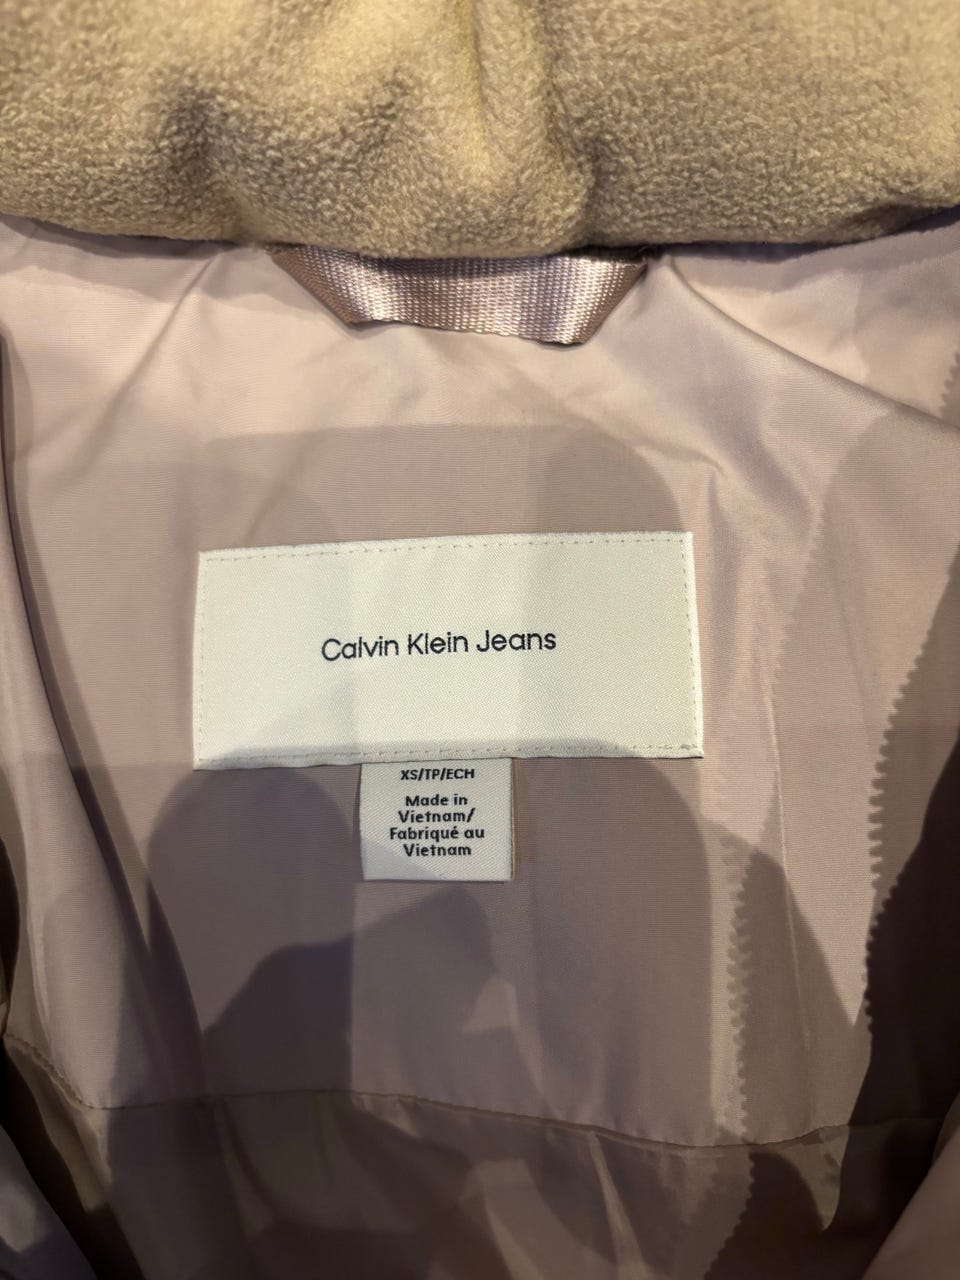 Calvin Klein Jeans
XS/TP/ECH
Made in
Vietnam/
Fabriqué au
Vietnam